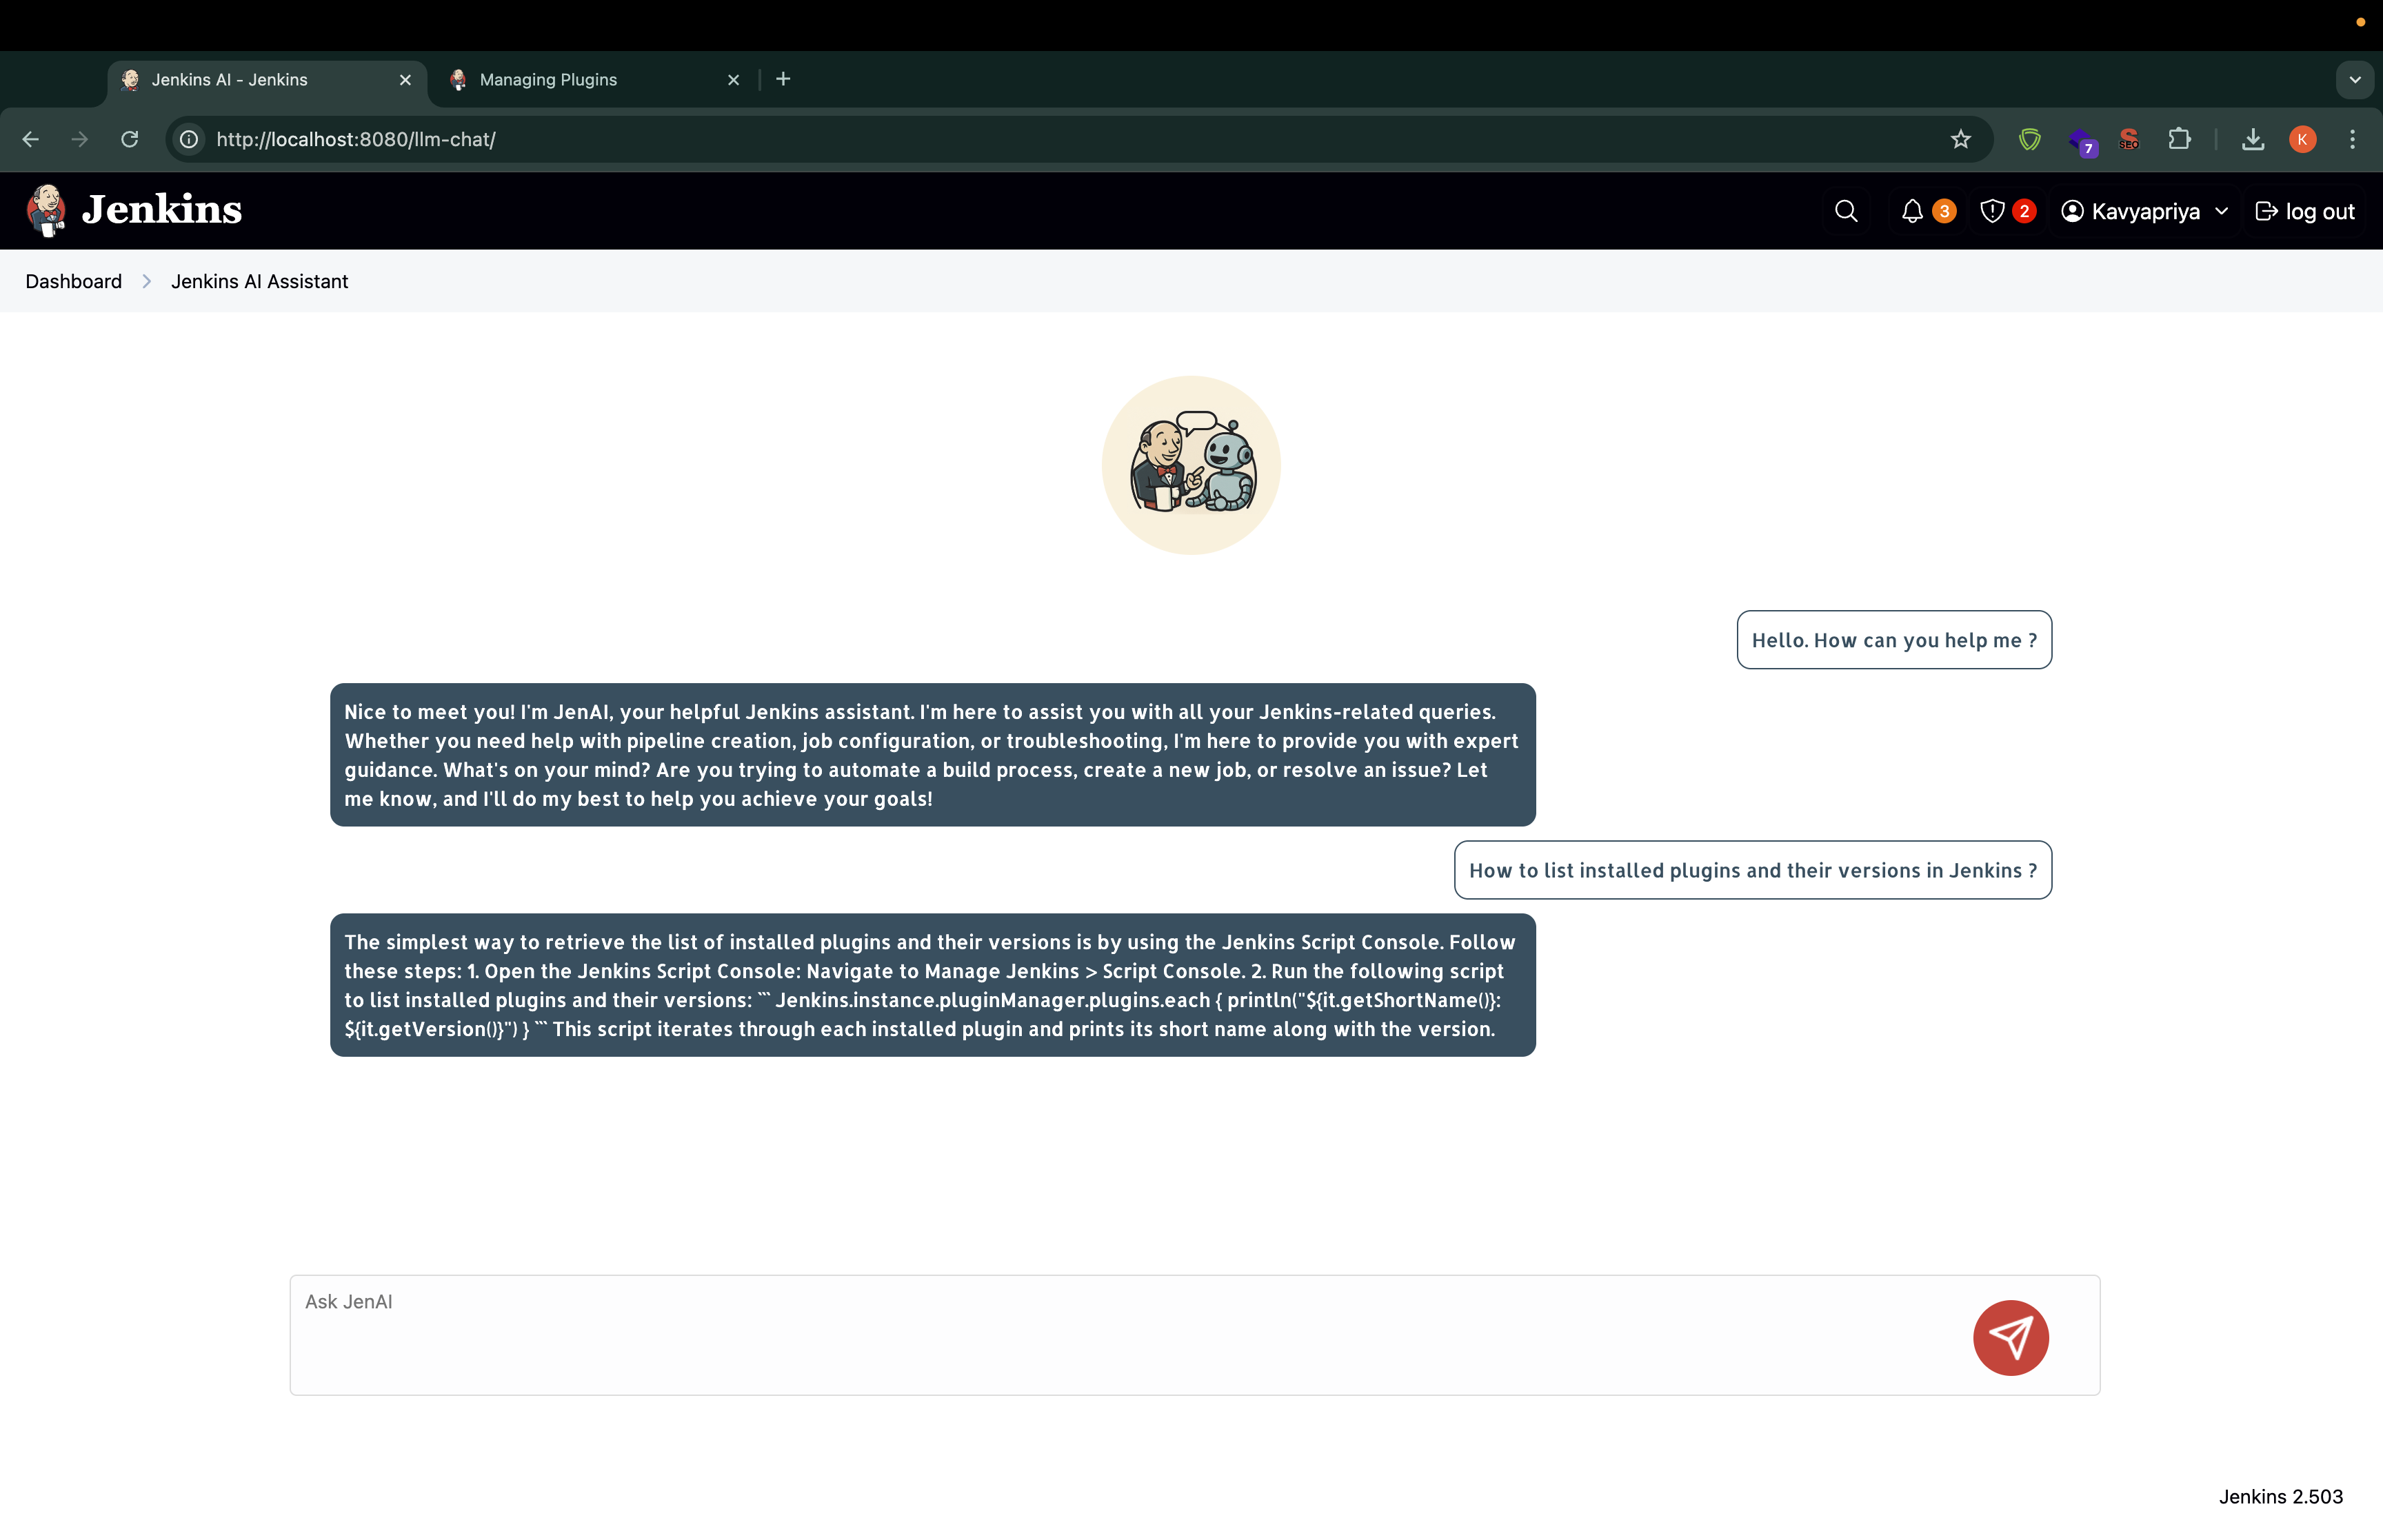 Jenkins AI - Jenkins
Managing Plugins
http://localhost:8080/llm-chat/
7
SEO
K
Jenkins
3
2
Kavyapriya
log out
Dashboard
Jenkins AI Assistant
Hello. How can you help me ?
Nice to meet you! I'm JenAI, your helpful Jenkins assistant. I'm here to assist you with all your Jenkins-related queries.
Whether you need help with pipeline creation, job configuration, or troubleshooting, I'm here to provide you with expert
guidance. What's on your mind? Are you trying to automate a build process, create a new job, or resolve an issue? Let
me know, and I'll do my best to help you achieve your goals!
How to list installed plugins and their versions in Jenkins ?
The simplest way to retrieve the list of installed plugins and their versions is by using the Jenkins Script Console. Follow
these steps: 1. Open the Jenkins Script Console: Navigate to Manage Jenkins > Script Console. 2. Run the following script
to list installed plugins and their versions: ``` Jenkins.instance.pluginManager.plugins.each { println("${it.getShortName()}:
${it.getVersion()}") } ``` This script iterates through each installed plugin and prints its short name along with the version.
Ask JenAI
Jenkins 2.503